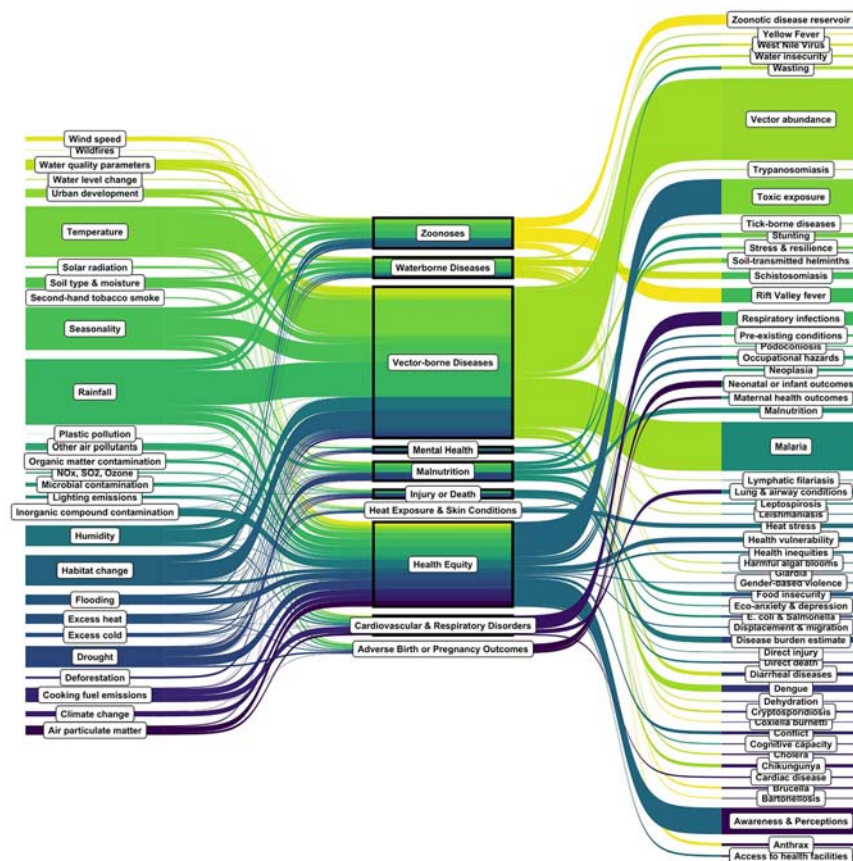 Wind speed
Wildfires
Water quality parameters
Water level change
Urban development
Temperature
Solar radiation
Soil type & moisture
Second-hand tobacco smoke
Seasonality
Rainfall
Plastic pollution
Other air pollutants
Organic matter contamination
NOx, SO2, Ozone
Microbial contamination
Lighting emissions
Inorganic compound contamination
Humidity
Habitat change
Flooding
Excess heat
Excess cold
Drought
Deforestation
Cooking fuel emissions
Climate change
Air particulate matter
Zoonoses
Waterborne Diseases
Vector-borne Diseases
Mental Health
Malnutrition
Injury or Death
Heat Exposure & Skin Conditions
Health Equity
Cardiovascular & Respiratory Disorders
Adverse Birth or Pregnancy Outcomes
Zoonotic disease reservoir
Yellow Fever
West Nile Virus
Water insecurity
Wasting
Vector abundance
Trypanosomiasis
Toxic exposure
Tick-borne diseases
Stunting
Stress & resilience
Soil-transmitted helminths
Schistosomiasis
Rift Valley fever
Respiratory infections
Pre-existing conditions
Podoconiosis
Occupational hazards
Neoplasia
Neonatal or infant outcomes
Maternal health outcomes
Malnutrition
Malaria
Lymphatic filariasis
Lung & airway conditions
Leptospirosis
Leishmaniasis
Heat stress
Health vulnerability
Health inequities
Harmful algal blooms
Giardia
Gender-based violence
Food insecurity
Eco-anxiety & depression
E. coli & Salmonella
Displacement & migration
Disease burden estimate
Direct injury
Direct death
Diarrheal diseases
Dengue
Dehydration
Cryptosporidiosis
Coxiella burnetti
Conflict
Cognitive capacity
Cholera
Chikungunya
Cardiac disease
Brucella
Bartonellosis
Awareness & Perceptions
Anthrax
Access to health facilities